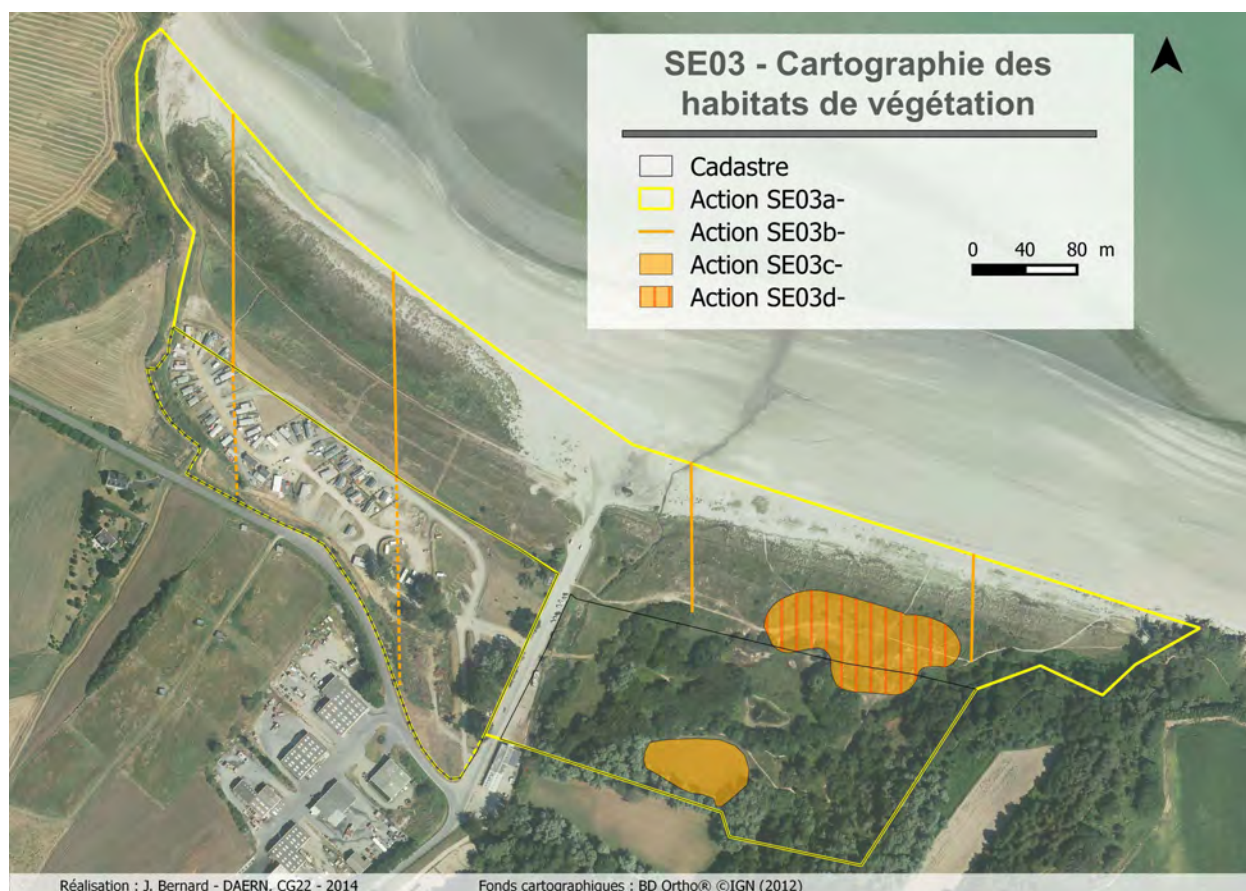 SE03 - Cartographie des
habitats de végétation
Cadastre
Action SE03a-
Action SE03b-
Action SE03c-
Action SE03d-
0 40 80 m
Réalisation : J. Bernard - DAERN, CG22 - 2014 Fonds cartographiques : BD Ortho® ©IGN (2012)